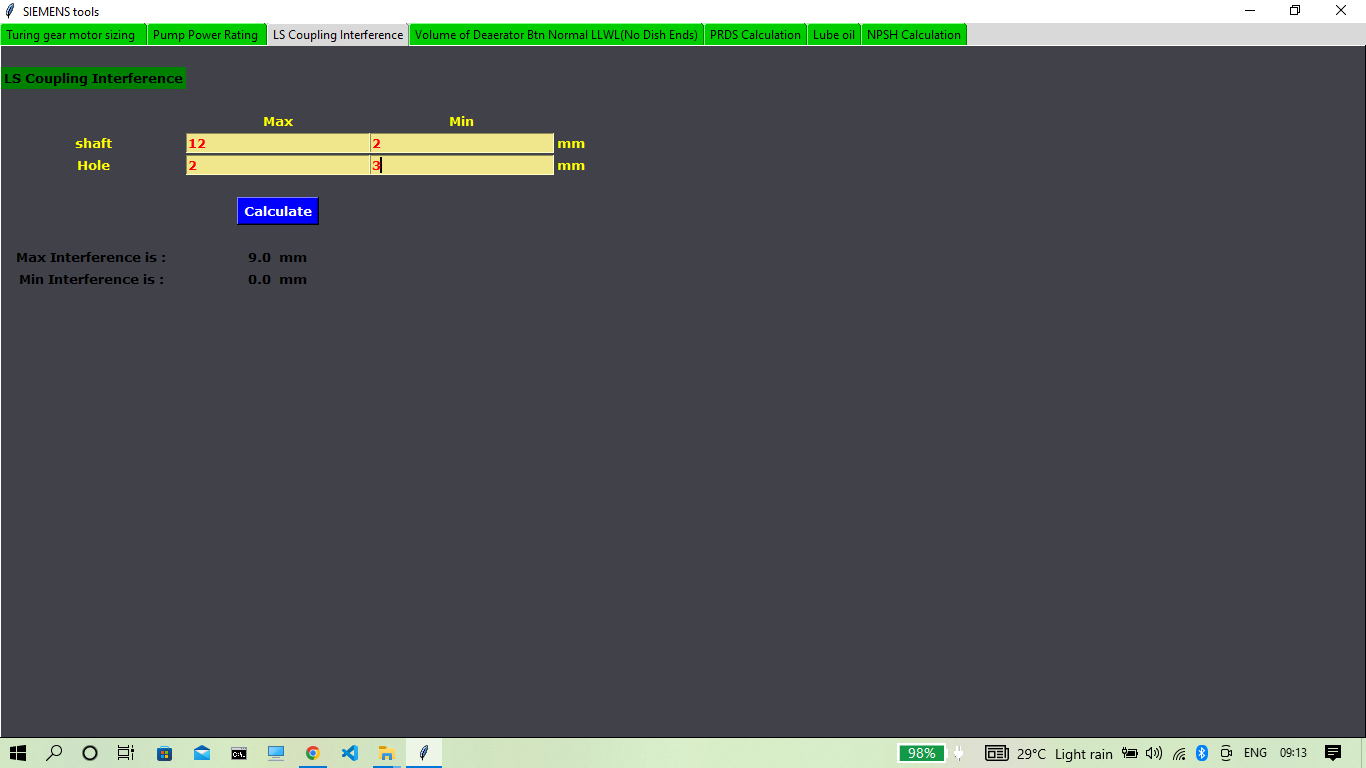 SIEMENS tools
Turing gear motor sizing Pump Power Rating LS Coupling Interference Volume of Deaerator Btn Normal LLWL(No Dish Ends) PRDS Calculation Lube oil NPSH Calculation
LS Coupling Interference
Max Min
shaft 12 2 mm
Hole 2 3 mm
Calculate
Max Interference is : 9.0 mm
Min Interference is : 0.0 mm
98% 29°C Light rain ENG 09:13